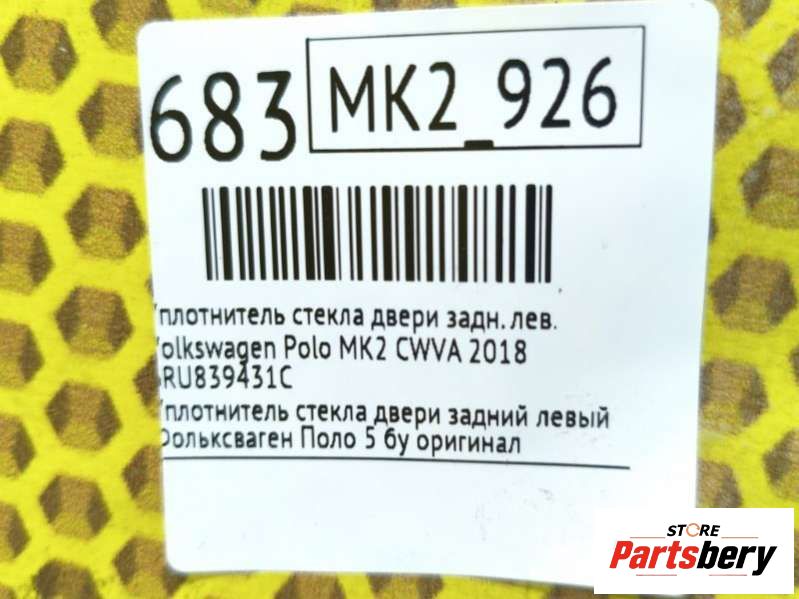 683 MK2_926
Уплотнитель стекла двери задн. лев.
Volkswagen Polo MK2 CWVA 2018
6RU839431C
Уплотнитель стекла двери задний левый
Фольксваген Поло 5 бу оригинал
STORE
Partsbery